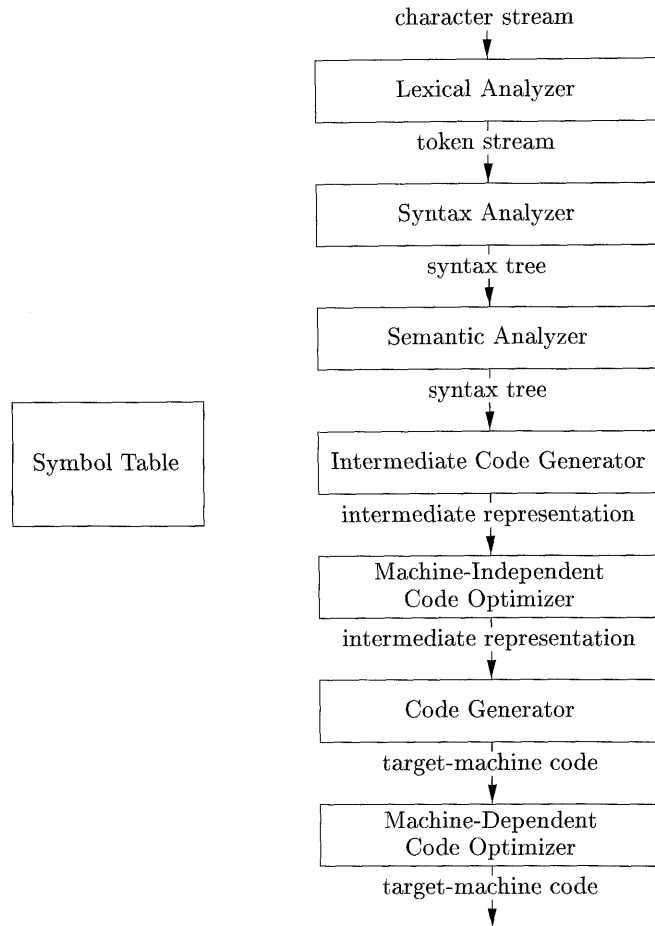 character stream
Lexical Analyzer
token stream
Syntax Analyzer
syntax tree
Semantic Analyzer
syntax tree
Symbol Table
Intermediate Code Generator
intermediate representation
Machine-Independent
Code Optimizer
intermediate representation
Code Generator
target-machine code
Machine-Dependent
Code Optimizer
target-machine code